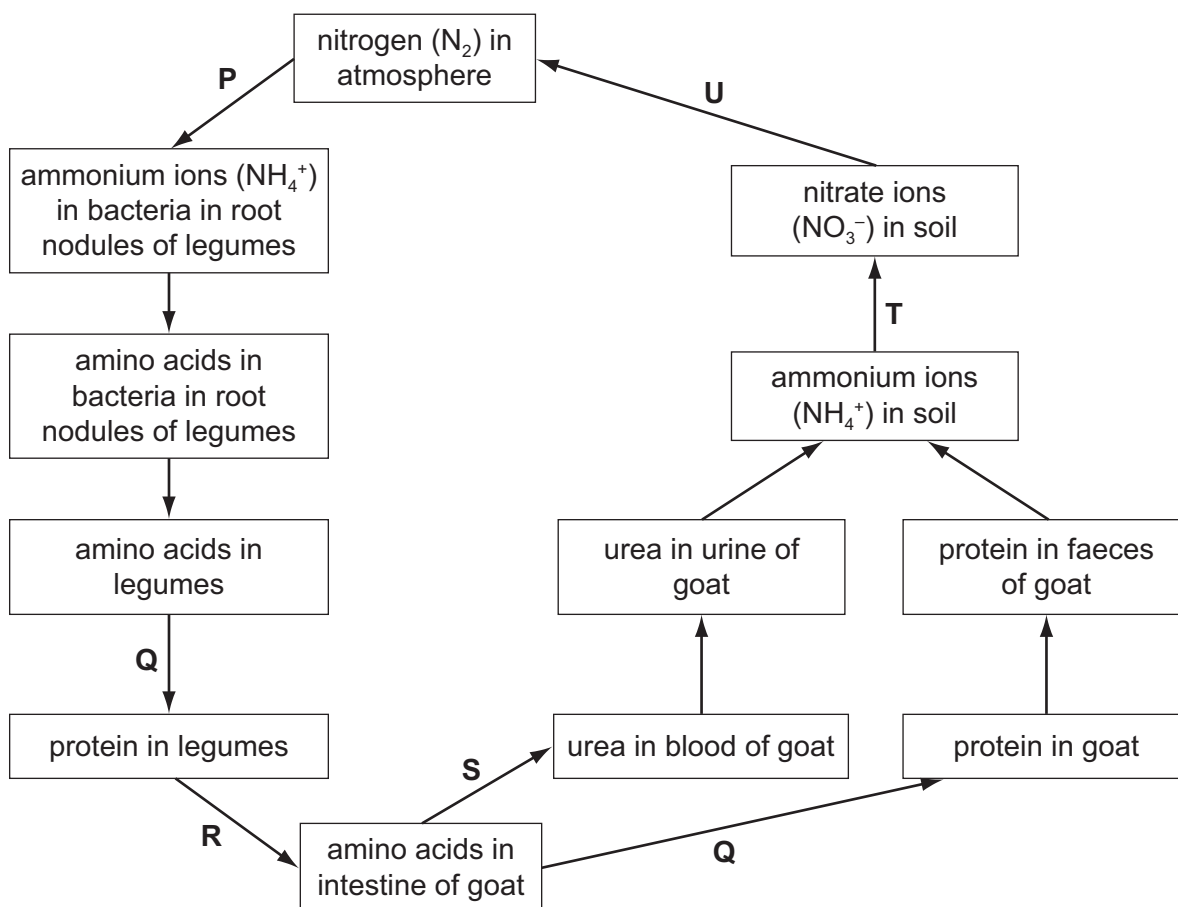 nitrogen (N₂) in
atmosphere
P
U
ammonium ions (NH₄⁺)
in bacteria in root
nodules of legumes
nitrate ions
(NO₃⁻) in soil
T
amino acids in
bacteria in root
nodules of legumes
ammonium ions
(NH₄⁺) in soil
amino acids in
legumes
urea in urine of
goat
protein in faeces
of goat
Q
protein in legumes
urea in blood of goat
protein in goat
S
R
Q
amino acids in
intestine of goat